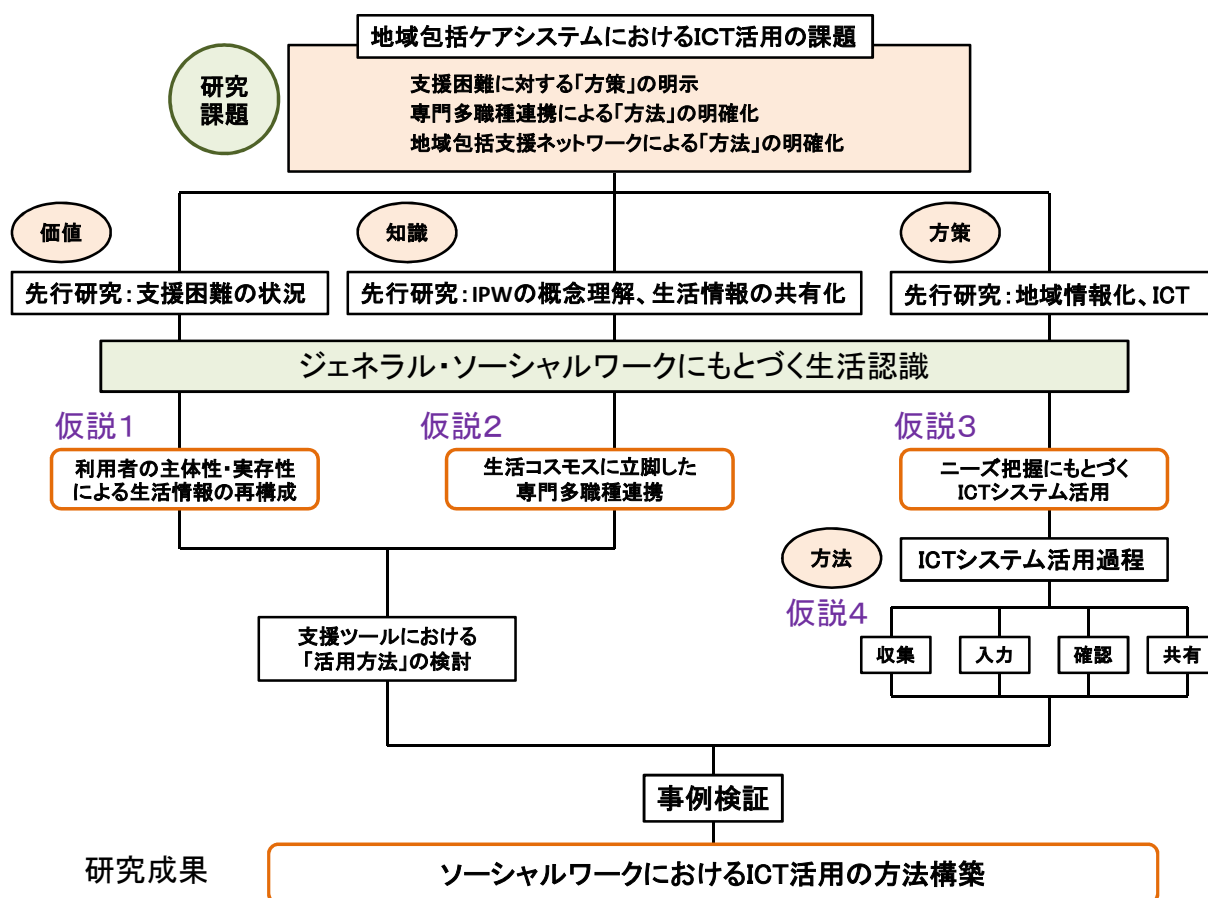 地域包括ケアシステムにおけるICT活用の課題
研究
課題
支援困難に対する「方策」の明示
専門多職種連携による「方法」の明確化
地域包括支援ネットワークによる「方法」の明確化
価値
知識
方策
先行研究：支援困難の状況
先行研究：IPWの概念理解、生活情報の共有化
先行研究：地域情報化、ICT
ジェネラル・ソーシャルワークにもとづく生活認識
仮説1
仮説2
仮説3
利用者の主体性・実存性
による生活情報の再構成
生活コスモスに立脚した
専門多職種連携
ニーズ把握にもとづく
ICTシステム活用
方法
ICTシステム活用過程
仮説4
支援ツールにおける
「活用方法」の検討
収集
入力
確認
共有
事例検証
研究成果
ソーシャルワークにおけるICT活用の方法構築